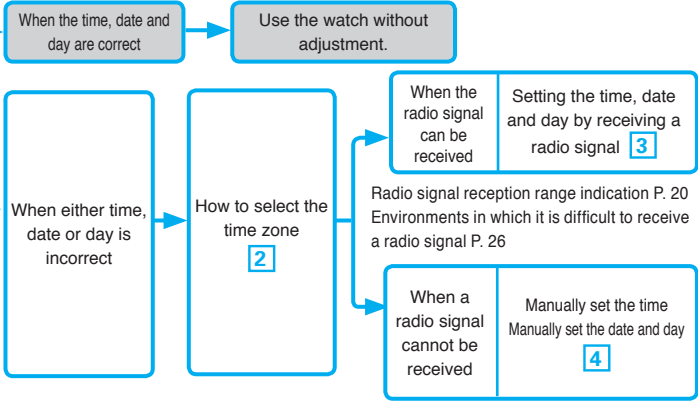 When the time, date and
day are correct
Use the watch without
adjustment.
When either time,
date or day is
incorrect
How to select the
time zone
2
When the
radio signal
can be
received
Setting the time, date
and day by receiving a
radio signal 3
Radio signal reception range indication P. 20
Environments in which it is difficult to receive
a radio signal P. 26
When a
radio signal
cannot be
received
Manually set the time
Manually set the date and day
4